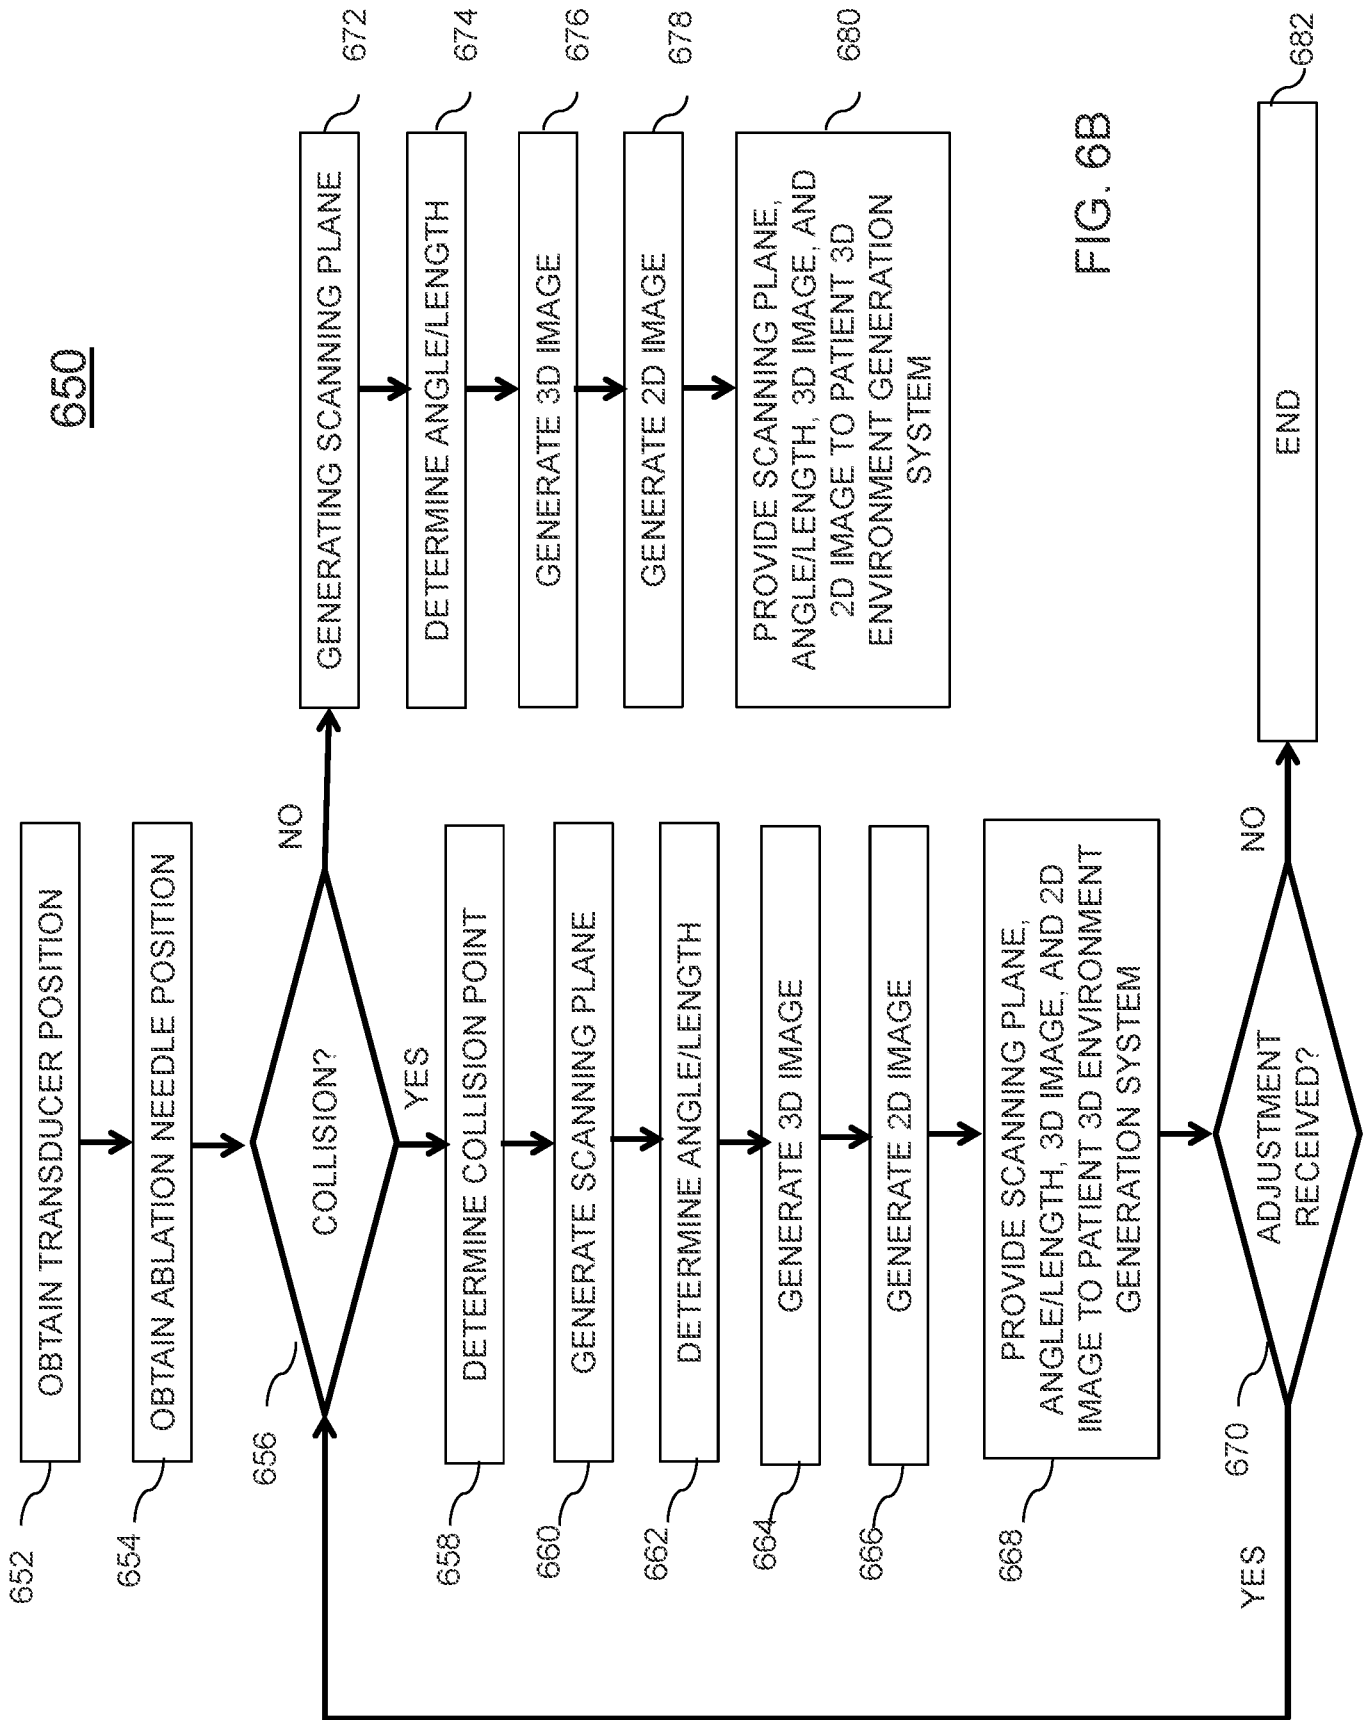 650
OBTAIN TRANSDUCER POSITION
652
OBTAIN ABLATION NEEDLE POSITION
654
COLLISION?
656
NO
YES
DETERMINE COLLISION POINT
658
GENERATE SCANNING PLANE
660
DETERMINE ANGLE/LENGTH
662
GENERATE 3D IMAGE
664
GENERATE 2D IMAGE
666
PROVIDE SCANNING PLANE,
ANGLE/LENGTH, 3D IMAGE, AND 2D
IMAGE TO PATIENT 3D ENVIRONMENT
GENERATION SYSTEM
668
ADJUSTMENT
RECEIVED?
670
YES
NO
GENERATING SCANNING PLANE
672
DETERMINE ANGLE/LENGTH
674
GENERATE 3D IMAGE
676
GENERATE 2D IMAGE
678
PROVIDE SCANNING PLANE,
ANGLE/LENGTH, 3D IMAGE, AND
2D IMAGE TO PATIENT 3D
ENVIRONMENT GENERATION
SYSTEM
680
END
682
FIG. 6B